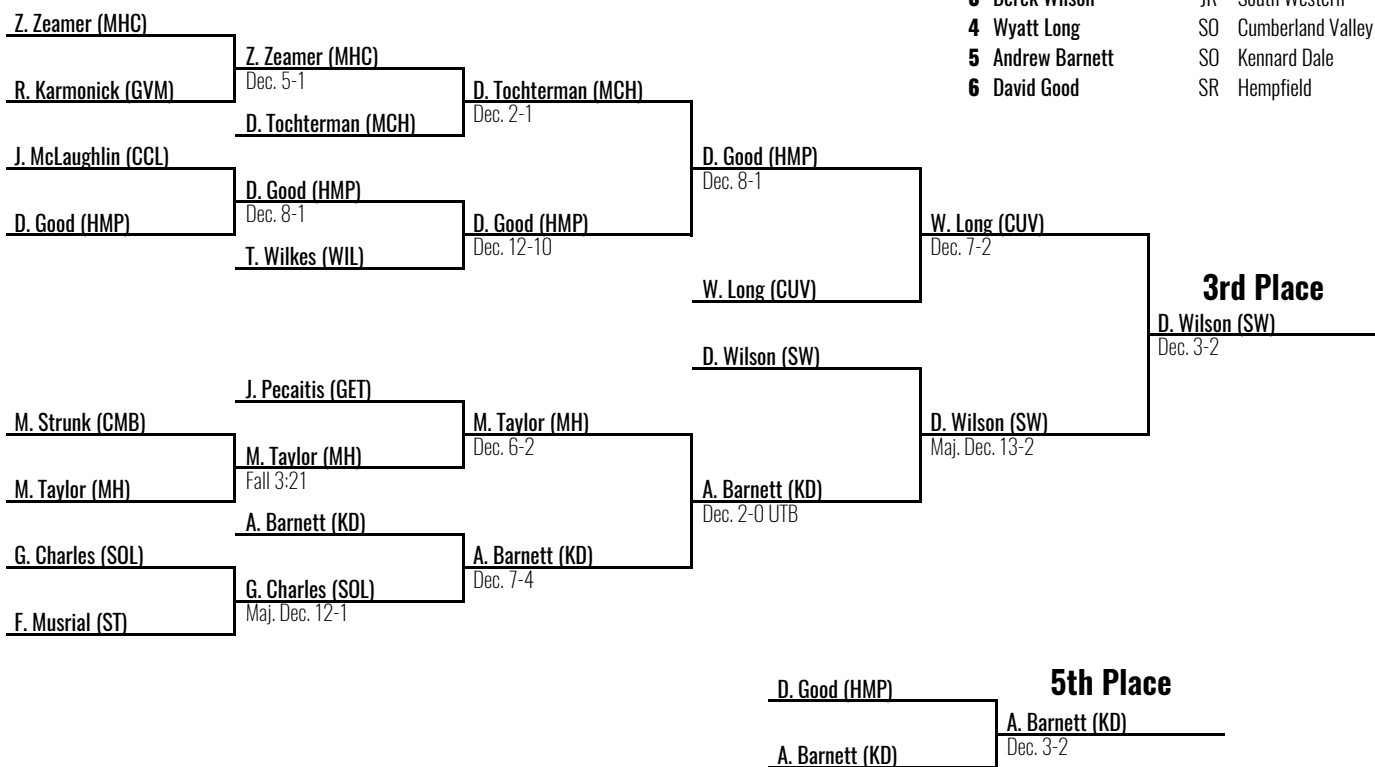 3 Derek Wilson JR South Western
4 Wyatt Long SO Cumberland Valley
5 Andrew Barnett SO Kennard Dale
6 David Good SR Hempfield
Z. Zeamer (MHC)
R. Karmonick (GVM)
J. McLaughlin (CCL)
D. Good (HMP)
Z. Zeamer (MHC)
Dec. 5-1
D. Tochterman (MCH)
D. Good (HMP)
Dec. 8-1
T. Wilkes (WIL)
D. Tochterman (MCH)
Dec. 2-1
D. Good (HMP)
Dec. 12-10
D. Good (HMP)
Dec. 8-1
W. Long (CUV)
W. Long (CUV)
Dec. 7-2
3rd Place
D. Wilson (SW)
Dec. 3-2
D. Wilson (SW)
D. Wilson (SW)
Maj. Dec. 13-2
M. Strunk (CMB)
M. Taylor (MH)
G. Charles (SOL)
F. Musrial (ST)
J. Pecaitis (GET)
M. Taylor (MH)
Fall 3:21
A. Barnett (KD)
G. Charles (SOL)
Maj. Dec. 12-1
M. Taylor (MH)
Dec. 6-2
A. Barnett (KD)
Dec. 7-4
A. Barnett (KD)
Dec. 2-0 UTB
5th Place
D. Good (HMP)
A. Barnett (KD)
A. Barnett (KD)
Dec. 3-2